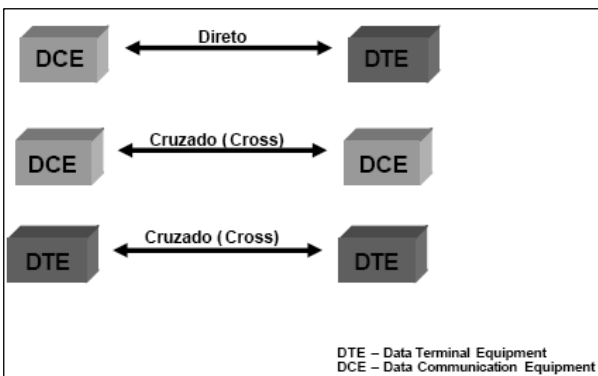 Direto
DCE DTE
Cruzado (Cross)
DCE DCE
Cruzado (Cross)
DTE DTE
DTE – Data Terminal Equipment
DCE – Data Communication Equipment